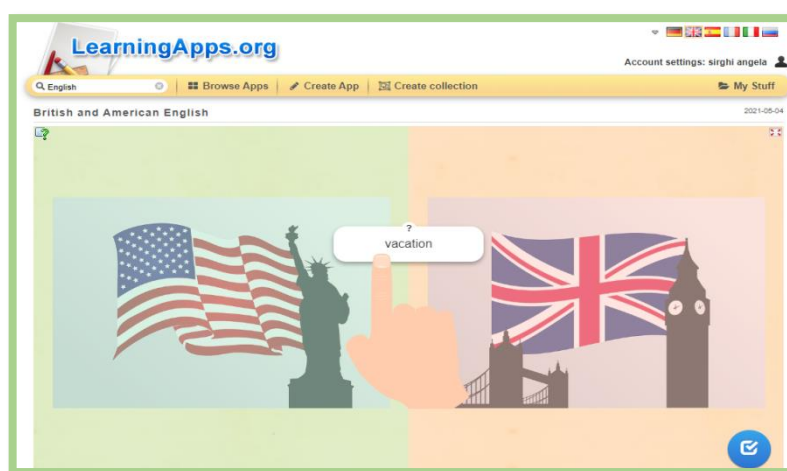 LearningApps.org
Account settings: sirghi angela
English
Browse Apps
Create App
Create collection
My Stuff
British and American English
2021-05-04
?
?
vacation